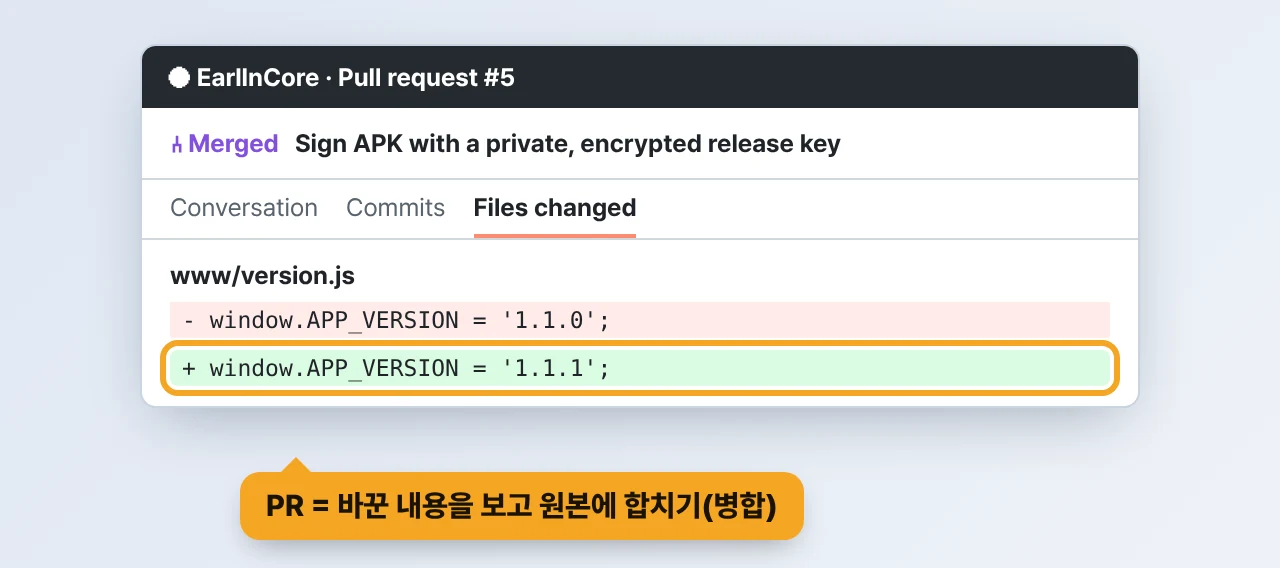 EarlInCore · Pull request #5
Merged Sign APK with a private, encrypted release key
Conversation Commits Files changed
www/version.js
- window.APP_VERSION = '1.1.0';
+ window.APP_VERSION = '1.1.1';
PR = 바꾼 내용을 보고 원본에 합치기(병합)